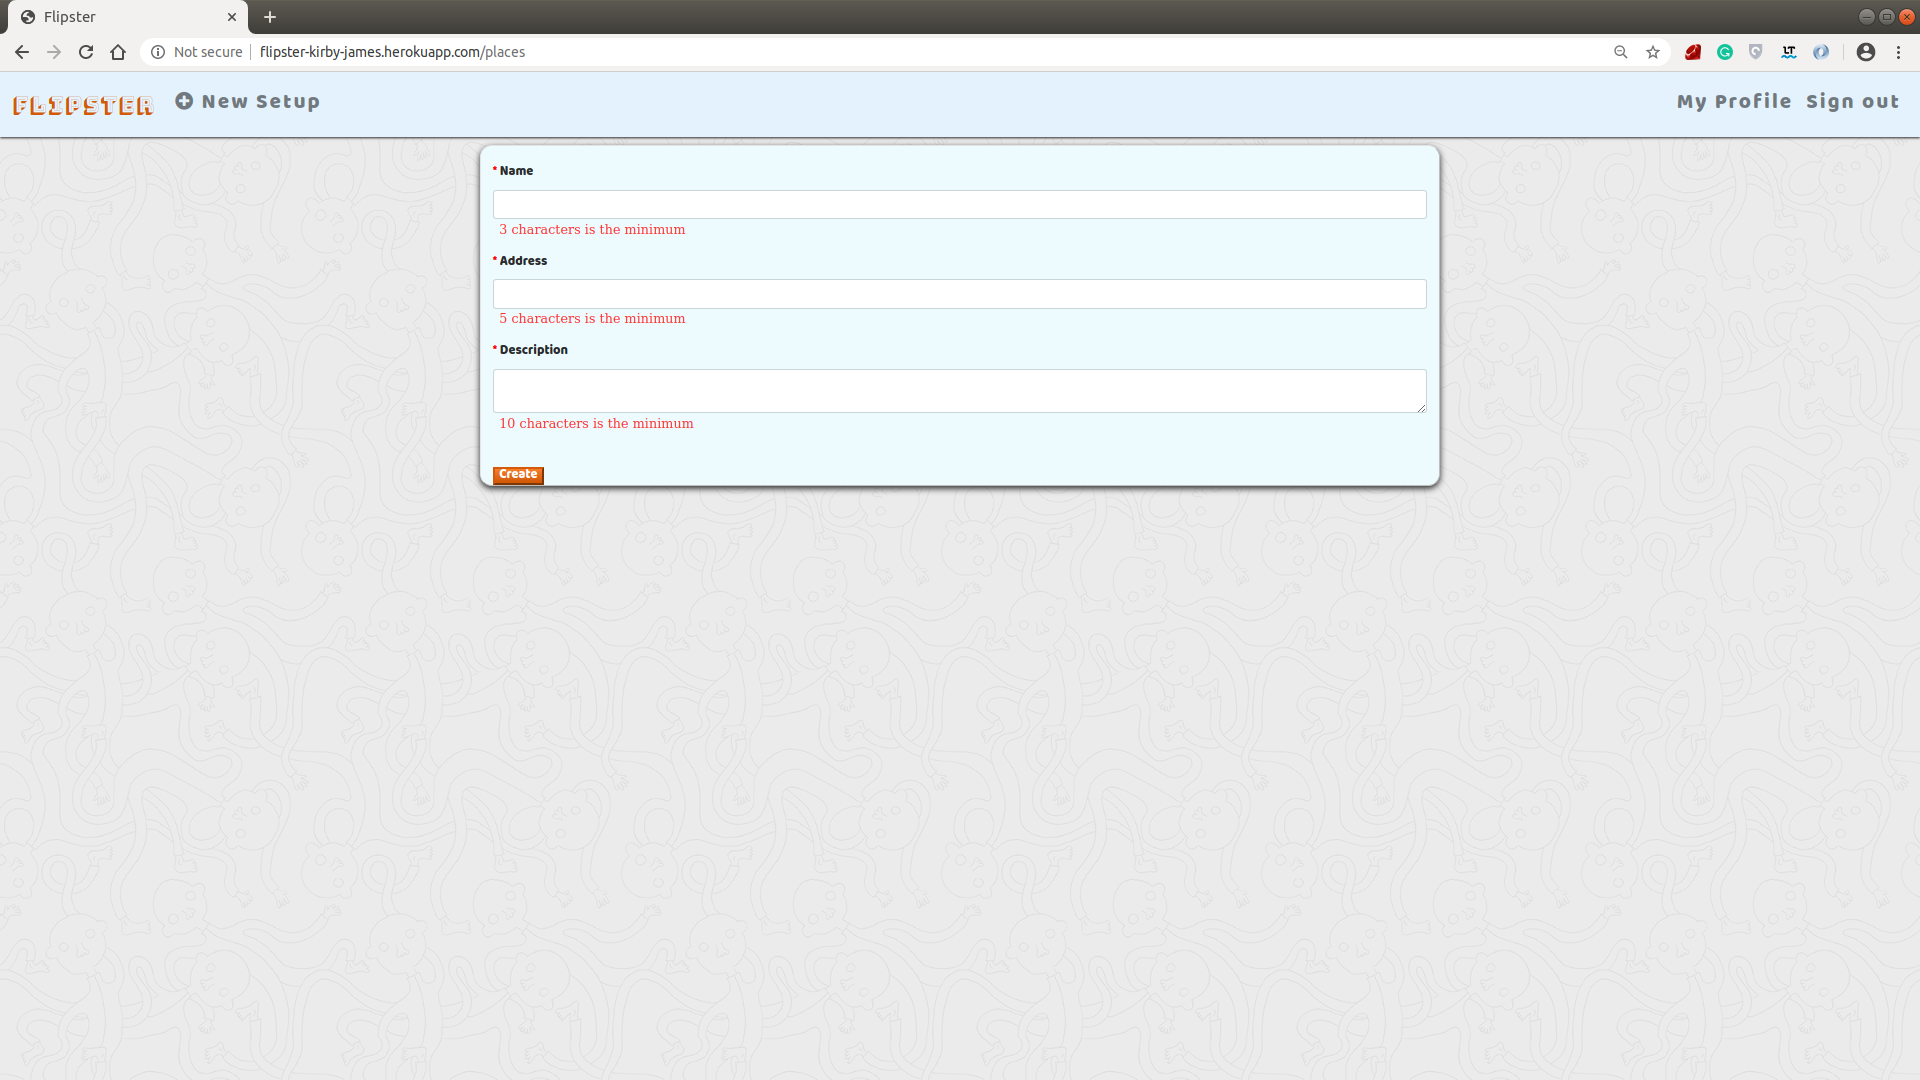 Flipster
Not secure
flipster-kirby-james.herokuapp.com/places
LT
FLIPSTER
New Setup
My Profile
Sign out
* Name
3 characters is the minimum
* Address
5 characters is the minimum
* Description
10 characters is the minimum
Create